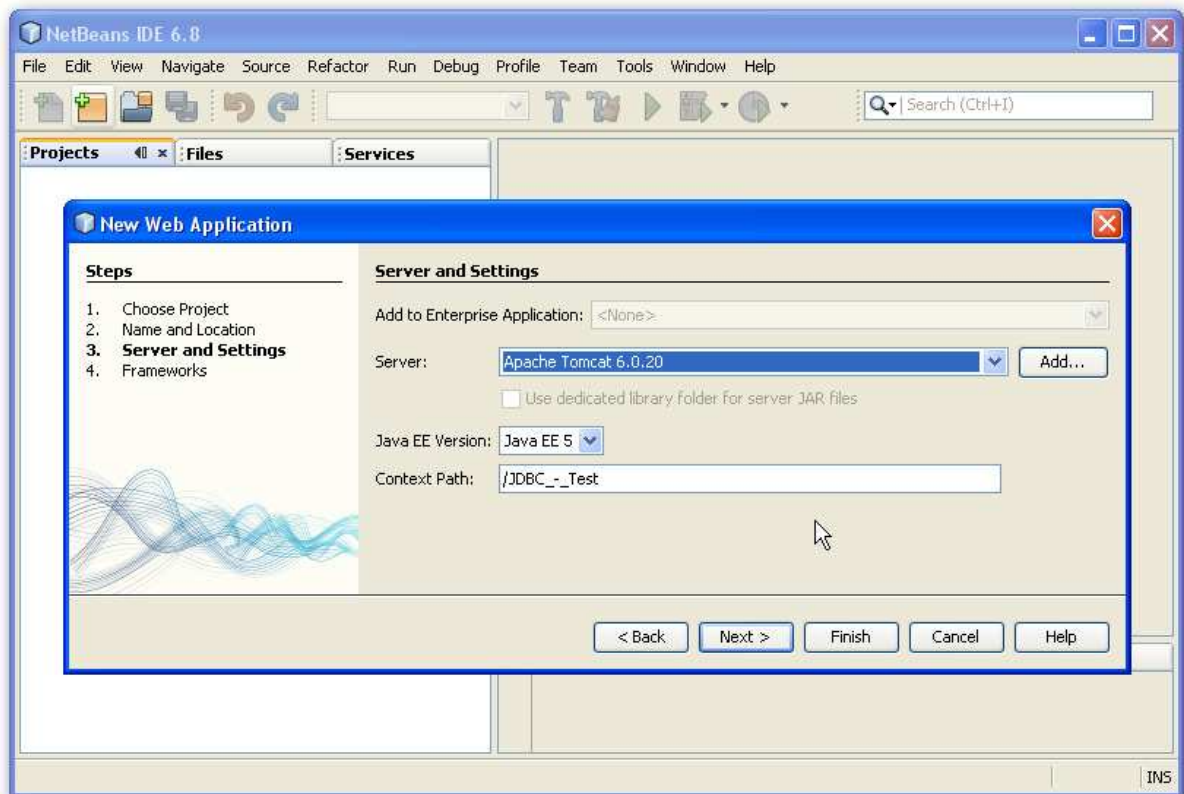 NetBeans IDE 6.8
File Edit View Navigate Source Refactor Run Debug Profile Team Tools Window Help
Search (Ctrl+I)
Projects Files Services
New Web Application
Steps
1. Choose Project
2. Name and Location
3. Server and Settings
4. Frameworks
Server and Settings
Add to Enterprise Application: <None>
Server: Apache Tomcat 6.0.20 Add...
Use dedicated library folder for server JAR files
Java EE Version: Java EE 5
Context Path: /JDBC_-_Test
< Back Next > Finish Cancel Help
INS